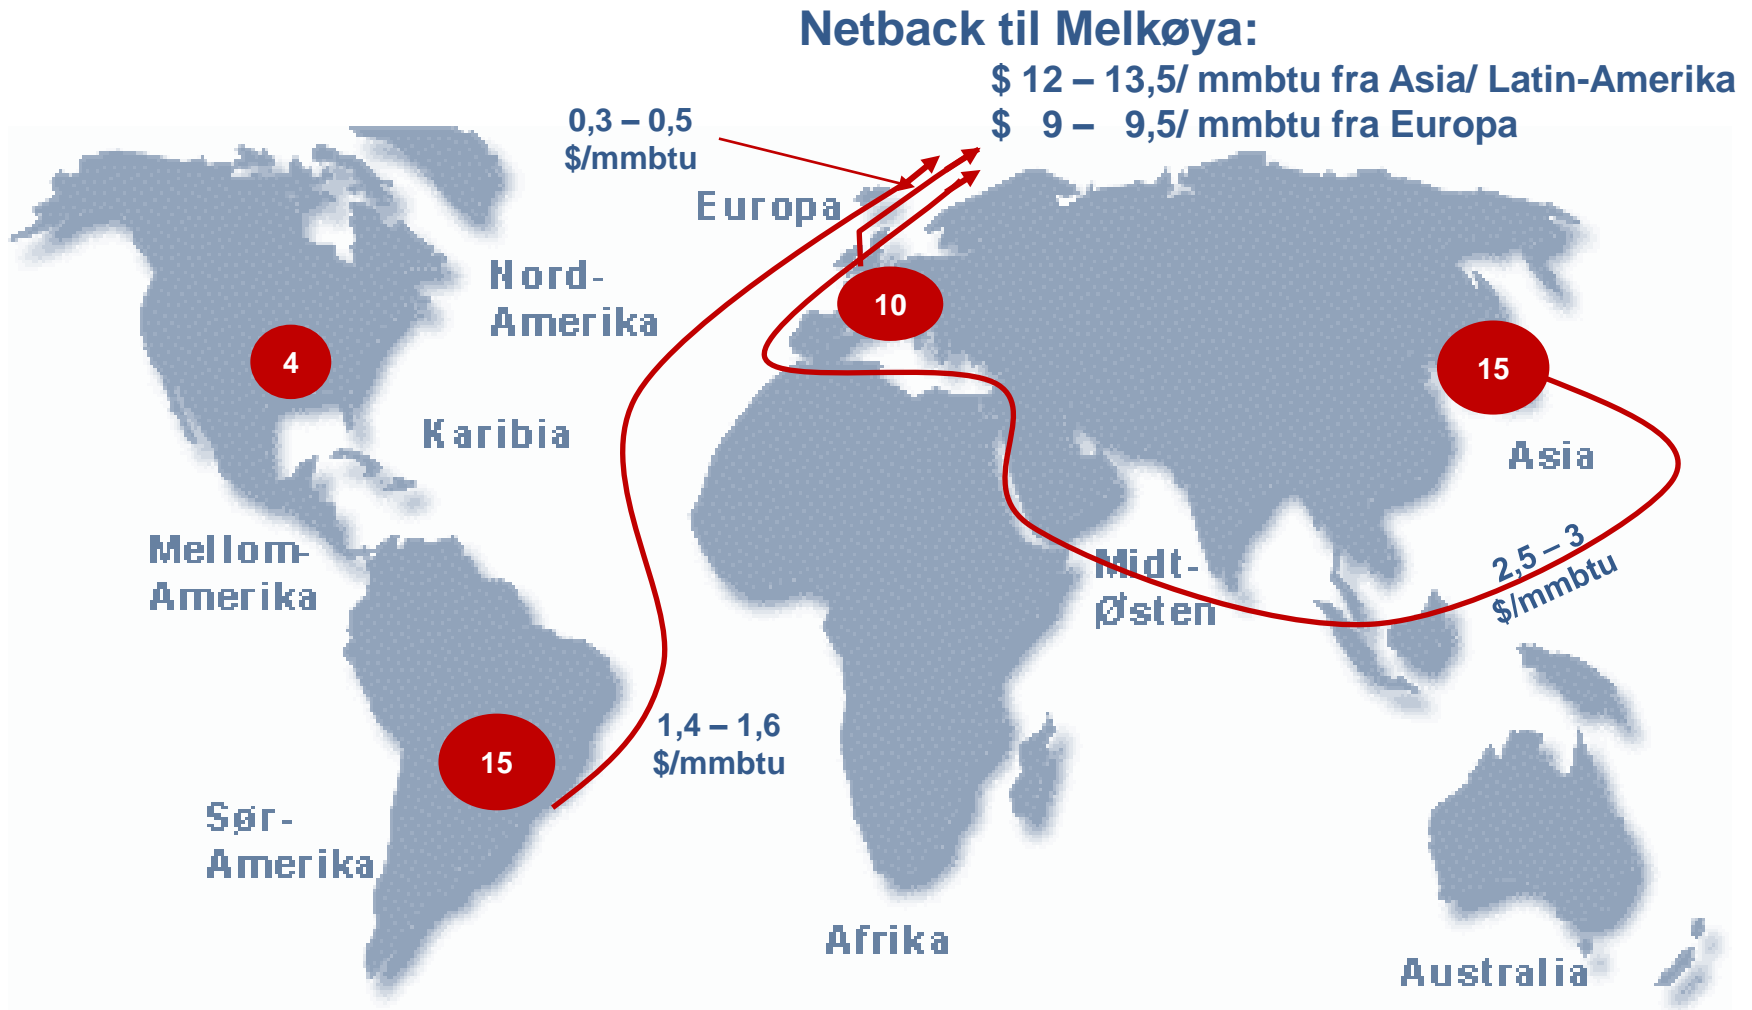 Netback til Melkøya:
$ 12 – 13,5/ mmbtu fra Asia/ Latin-Amerika
$ 9 – 9,5/ mmbtu fra Europa
0,3 – 0,5
$/mmbtu
Europa
Nord-
Amerika
10
4
15
Karibia
Asia
Mellom-
Amerika
Midt-
Østen
2,5 – 3
$/mmbtu
15
1,4 – 1,6
$/mmbtu
Sør-
Amerika
Afrika
Australia